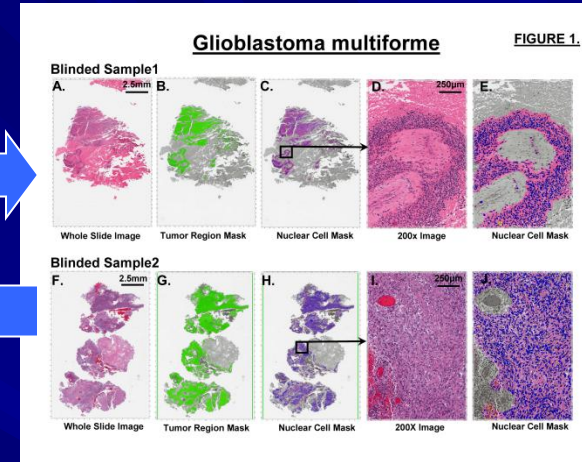 Glioblastoma multiforme
FIGURE 1.
Blinded Sample1
A. 2.5mm B. C. D. 250µm E.
Whole Slide Image Tumor Region Mask Nuclear Cell Mask 200x Image Nuclear Cell Mask
Blinded Sample2
F. 2.5mm G. H. I. 250µm J.
Whole Slide Image Tumor Region Mask Nuclear Cell Mask 200X Image Nuclear Cell Mask